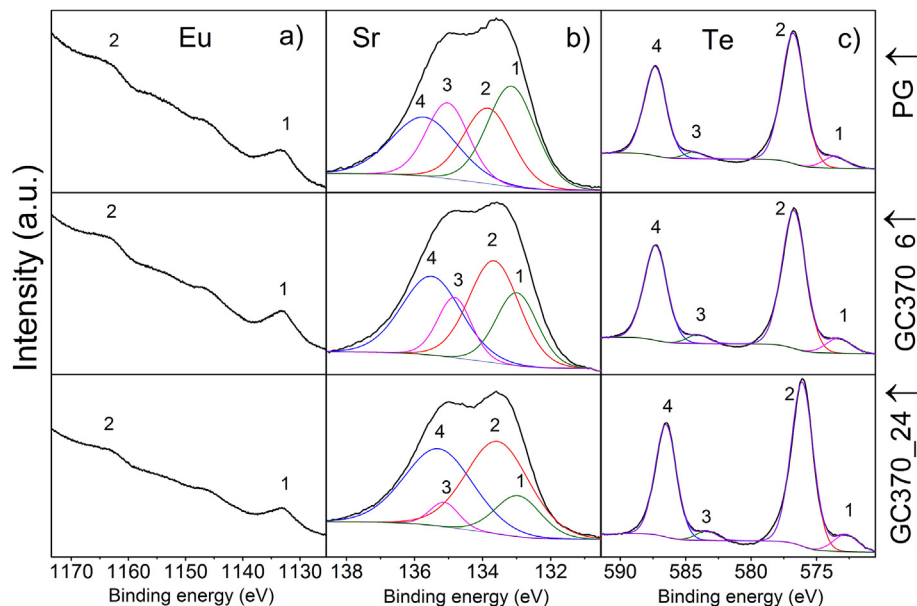 Intensity (a.u.)
Eu a)
2
1
2
1
2
1
Sr b)
4 3 2 1
4 3 2 1
4 3 2 1
Te c)
4 3 2 1
4 3 2 1
4 3 2 1
PG ↑
GC370_6 ↑
GC370_24 ↑
1170 1160 1150 1140 1130
138 136 134 132
590 585 580 575
Binding energy (eV) Binding energy (eV) Binding energy (eV)